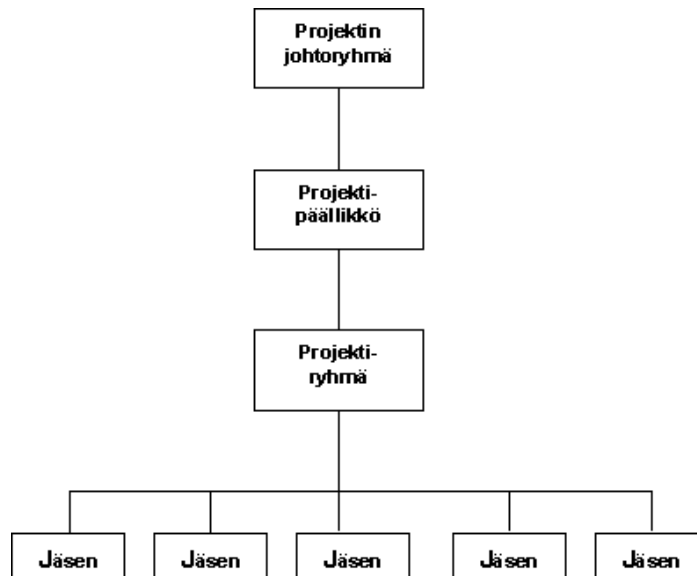 Projektin
johtoryhmä
Projekti-
päällikkö
Projekti-
ryhmä
Jäsen Jäsen Jäsen Jäsen Jäsen